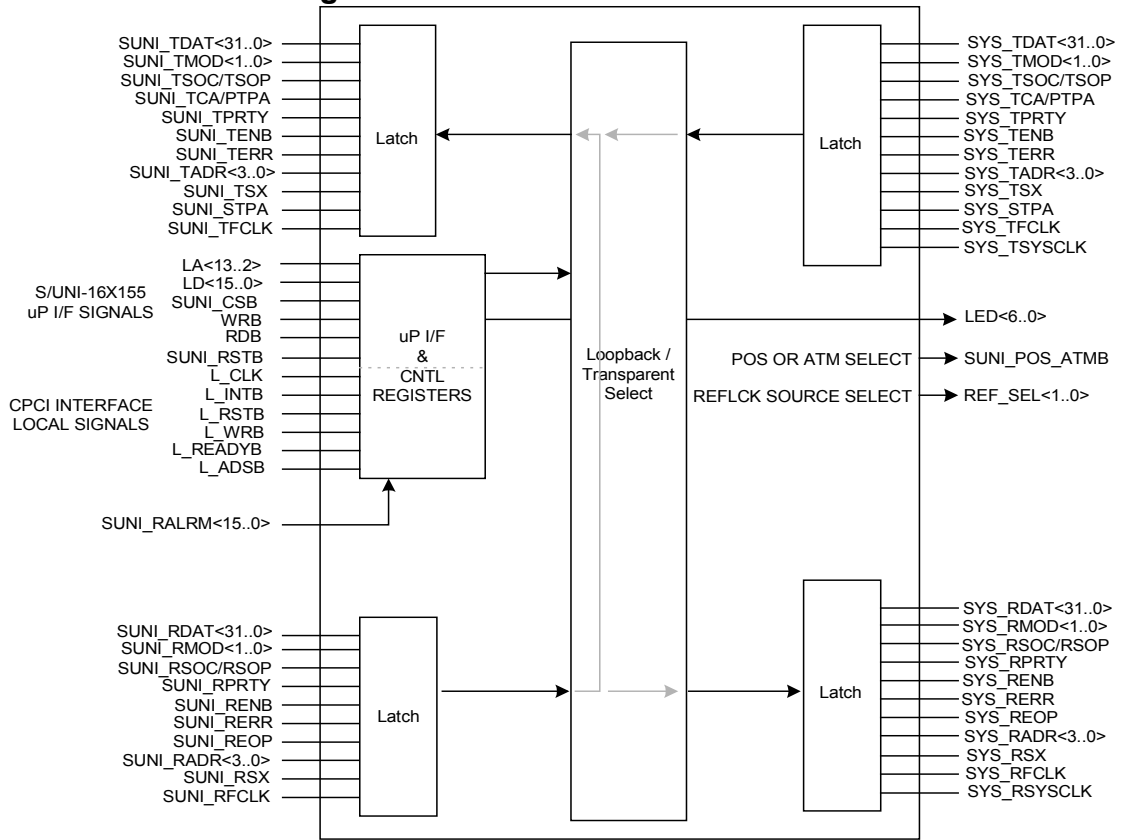 SUNI_TDAT<31..0>
SUNI_TMOD<1..0>
SUNI_TSOC/TSOP
SUNI_TCA/PTPA
SUNI_TPRTY
SUNI_TENB
SUNI_TERR
SUNI_TADR<3..0>
SUNI_TSX
SUNI_STPA
SUNI_TFCLK
Latch
Latch
SYS_TDAT<31..0>
SYS_TMOD<1..0>
SYS_TSOC/TSOP
SYS_TCA/PTPA
SYS_TPRTY
SYS_TENB
SYS_TERR
SYS_TADR<3..0>
SYS_TSX
SYS_STPA
SYS_TFCLK
SYS_TSYSCLK
S/UNI-16X155
uP I/F SIGNALS
CPCI INTERFACE
LOCAL SIGNALS
LA<13..2>
LD<15..0>
SUNI_CSB
WRB
RDB
SUNI_RSTB
L_CLK
L_INTB
L_RSTB
L_WRB
L_READYB
L_ADSB
SUNI_RALRM<15..0>
uP I/F
&
CNTL
REGISTERS
Loopback /
Transparent
Select
LED<6..0>
POS OR ATM SELECT
SUNI_POS_ATMB
REFLCK SOURCE SELECT
REF_SEL<1..0>
SUNI_RDAT<31..0>
SUNI_RMOD<1..0>
SUNI_RSOC/RSOP
SUNI_RPRTY
SUNI_RENB
SUNI_RERR
SUNI_REOP
SUNI_RADR<3..0>
SUNI_RSX
SUNI_RFCLK
Latch
Latch
SYS_RDAT<31..0>
SYS_RMOD<1..0>
SYS_RSOC/RSOP
SYS_RPRTY
SYS_RENB
SYS_RERR
SYS_REOP
SYS_RADR<3..0>
SYS_RSX
SYS_RFCLK
SYS_RSYSCLK